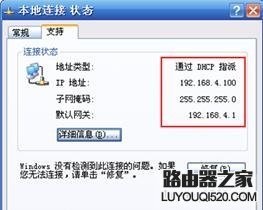 本地连接 状态
常规 支持
连接状态
地址类型: 通过 DHCP 指派
IP 地址: 192.168.4.100
子网掩码: 255.255.255.0
默认网关: 192.168.4.1
详细信息(D)...
Windows 没有检测到此连接的问题。如果
您无法连接，请单击“修复”。
路由器之家
LUYOUQI520.COM